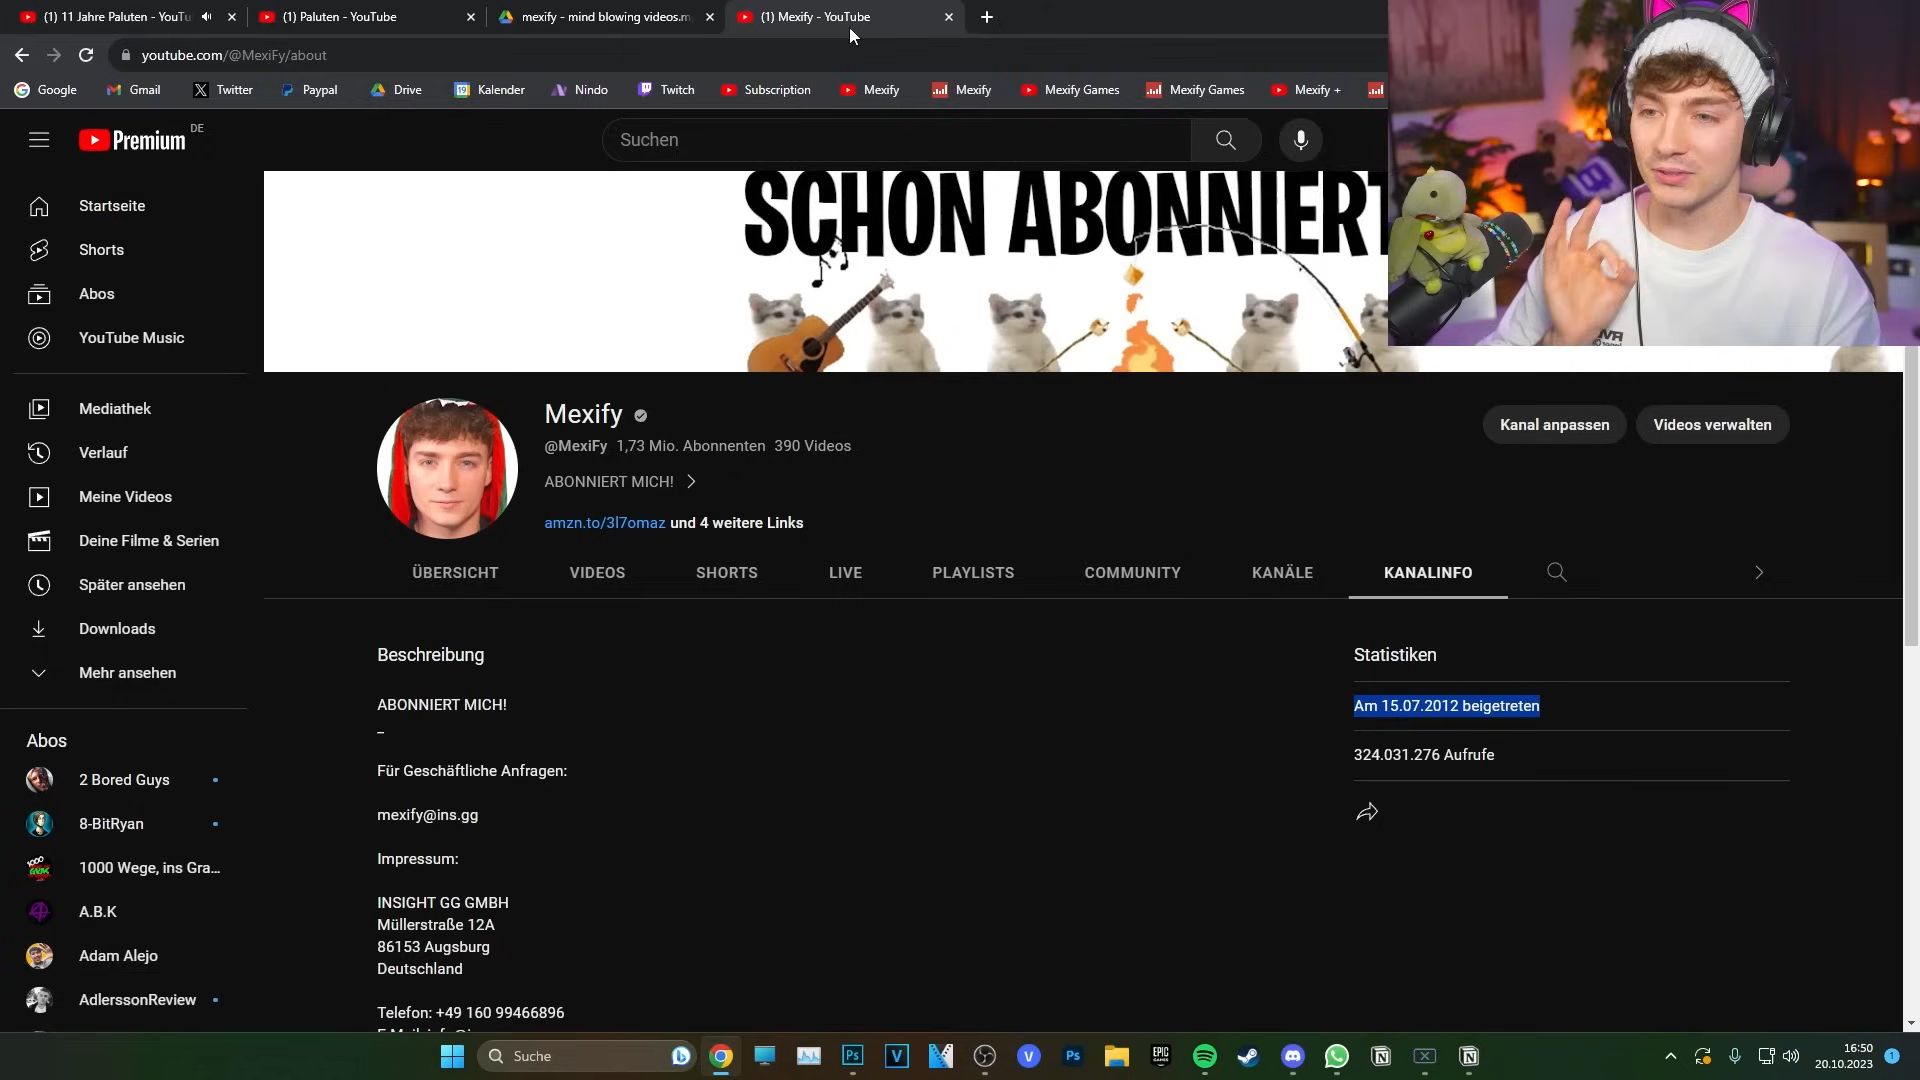 (1) 11 Jahre Paluten - YouTu
(1) Paluten - YouTube
mexify - mind blowing videos.m
(1) Mexify - YouTube
youtube.com/@MexiFy/about
Google
Gmail
Twitter
Paypal
Drive
Kalender
Nindo
Twitch
Subscription
Mexify
Mexify
Mexify Games
Mexify Games
Mexify +
Premium
DE
Suchen
Startseite
Shorts
Abos
YouTube Music
Mediathek
Verlauf
Meine Videos
Deine Filme & Serien
Später ansehen
Downloads
Mehr ansehen
Abos
2 Bored Guys
8-BitRyan
1000 Wege, ins Gra...
A.B.K
Adam Alejo
AdlerssonReview
SCHON ABONNIERT
Mexify
@MexiFy 1,73 Mio. Abonnenten 390 Videos
ABONNIERT MICH!
amzn.to/3l7omaz und 4 weitere Links
Kanal anpassen
Videos verwalten
ÜBERSICHT
VIDEOS
SHORTS
LIVE
PLAYLISTS
COMMUNITY
KANÄLE
KANALINFO
Beschreibung
ABONNIERT MICH!
–
Für Geschäftliche Anfragen:
mexify@ins.gg
Impressum:
INSIGHT GG GMBH
Müllerstraße 12A
86153 Augsburg
Deutschland
Telefon: +49 160 99466896
Statistiken
Am 15.07.2012 beigetreten
324.031.276 Aufrufe
Suche
16:50
20.10.2023
1